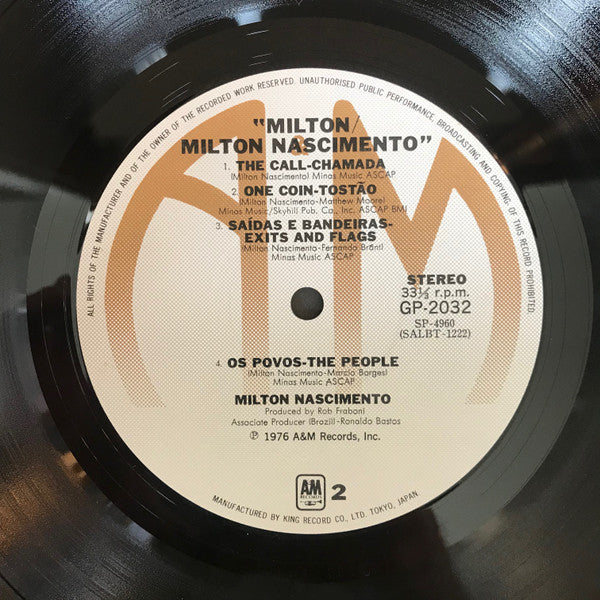 ALL RIGHTS OF THE MANUFACTURER AND OF THE OWNER OF THE RECORDED WORK RESERVED. UNAUTHORISED PUBLIC PERFORMANCE, BROADCASTING AND COPYING OF THIS RECORD PROHIBITED.
"MILTON/
MILTON NASCIMENTO"
1. THE CALL-CHAMADA
(Milton Nascimento) Minas Music ASCAP
2. ONE COIN-TOSTÃO
(Milton Nascimento-Matthew Moore)
Minas Music/Skyhill Pub. Co., Inc. ASCAP BMI
3. SAÍDAS E BANDEIRAS-
EXITS AND FLAGS
(Milton Nascimento-Fernando Brant)
Minas Music ASCAP
STEREO
33⅓ r.p.m.
GP-2032
SP-4960
(SALBT-1222)
4. OS POVOS-THE PEOPLE
(Milton Nascimento-Marcio Borges)
Minas Music ASCAP
MILTON NASCIMENTO
Produced by Rob Fraboni
Associate Producer (Brazil)-Ronaldo Bastos
℗ 1976 A&M Records, Inc.
A&M
RECORDS
2
MANUFACTURED BY KING RECORD CO., LTD. TOKYO, JAPAN